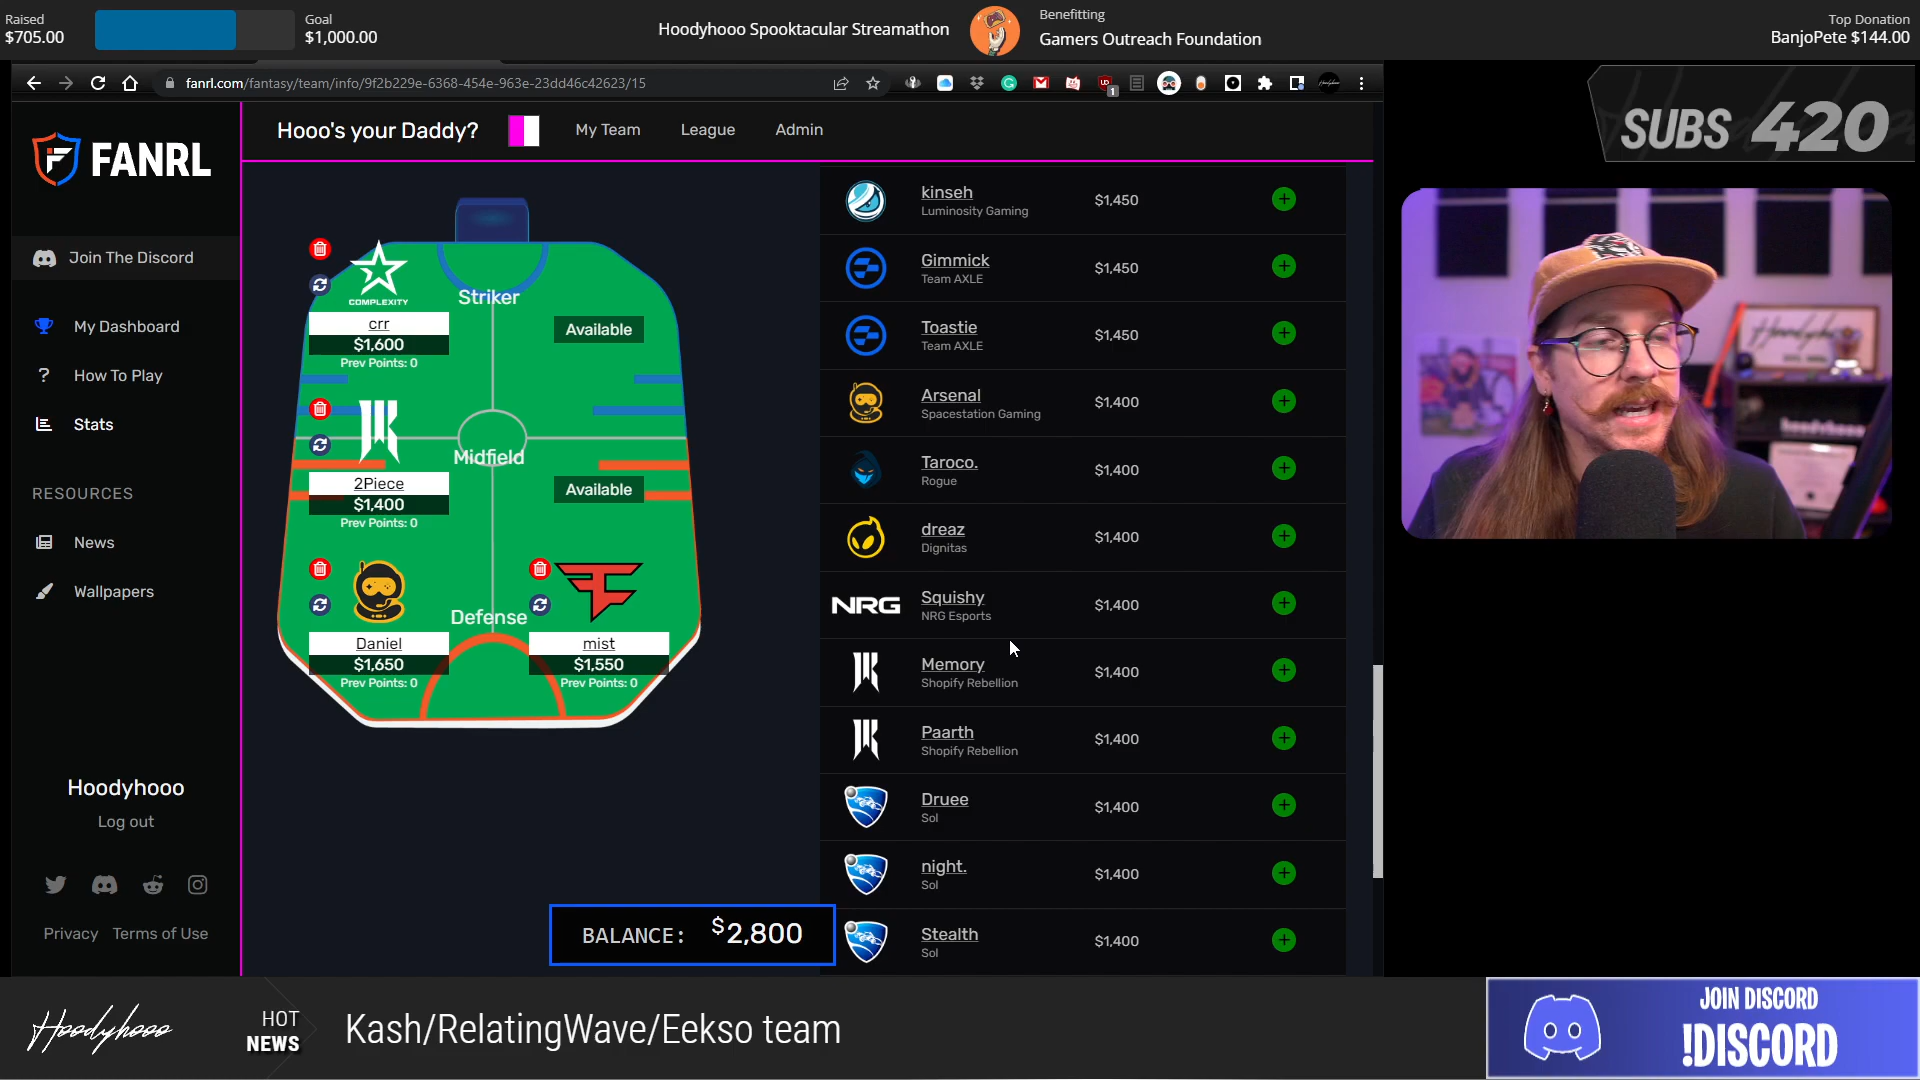 Raised
$705.00
Goal
$1,000.00
Hoodyhooo Spooktacular Streamathon
Benefitting
Gamers Outreach Foundation
Top Donation
BanjoPete $144.00
fanrl.com/fantasy/team/info/9f2b229e-6368-454e-963e-23dd46c42623/15
1
SUBS 420
FANRL
Hooo's your Daddy?
My Team
League
Admin
Join The Discord
My Dashboard
How To Play
Stats
RESOURCES
News
Wallpapers
Hoodyhooo
Log out
Privacy
Terms of Use
COMPLEXITY
Striker
crr
$1,600
Prev Points: 0
Available
Midfield
2Piece
$1,400
Prev Points: 0
Available
Defense
Daniel
$1,650
Prev Points: 0
mist
$1,550
Prev Points: 0
BALANCE: $2,800
kinseh
Luminosity Gaming
$1,450
Gimmick
Team AXLE
$1,450
Toastie
Team AXLE
$1,450
Arsenal
Spacestation Gaming
$1,400
Taroco.
Rogue
$1,400
dreaz
Dignitas
$1,400
NRG
Squishy
NRG Esports
$1,400
Memory
Shopify Rebellion
$1,400
Paarth
Shopify Rebellion
$1,400
Druee
Sol
$1,400
night.
Sol
$1,400
Stealth
Sol
$1,400
Hoodyhooo
HOT
NEWS
Kash/RelatingWave/Eekso team
JOIN DISCORD
!DISCORD